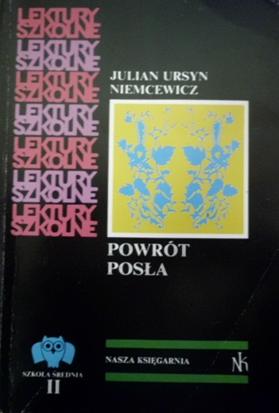 LEKTURY
SZKOLNE
LEKTURY
SZKOLNE
LEKTURY
SZKOLNE
LEKTURY
SZKOLNE
LEKTURY
SZKOLNE
LEKTURY
SZKOLNE
LEKTURY
SZKOLNE
JULIAN URSYN
NIEMCEWICZ
POWRÓT
POSŁA
SZKOŁA ŚREDNIA
II
NASZA KSIĘGARNIA
NK